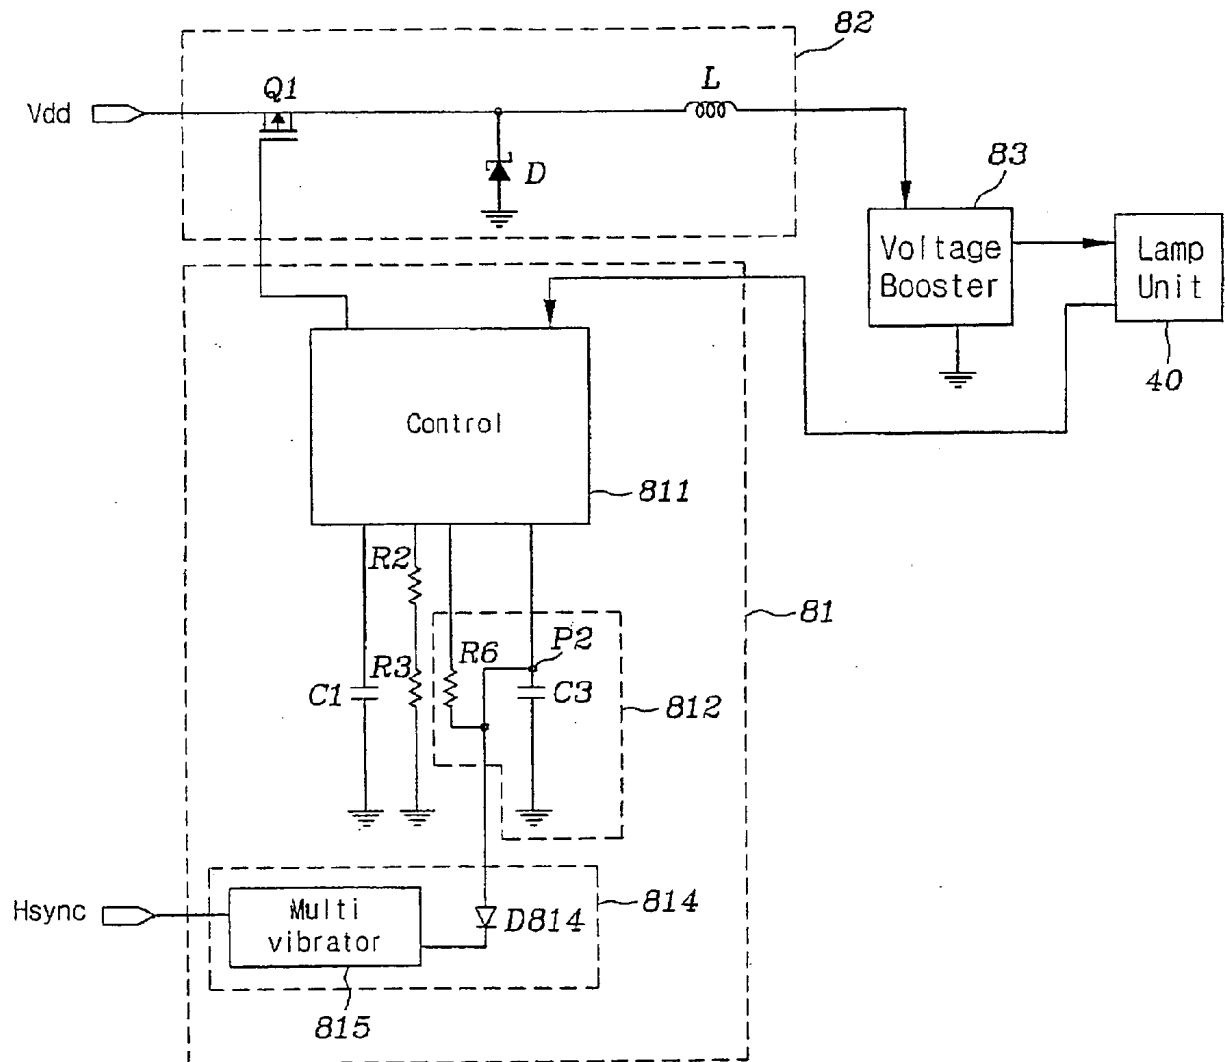 82
Vdd
Q1
L
D
83
Voltage
Booster
Lamp
Unit
40
Control
811
R2
81
R6
P2
R3
C1
C3
812
Hsync
Multi
vibrator
D814
814
815